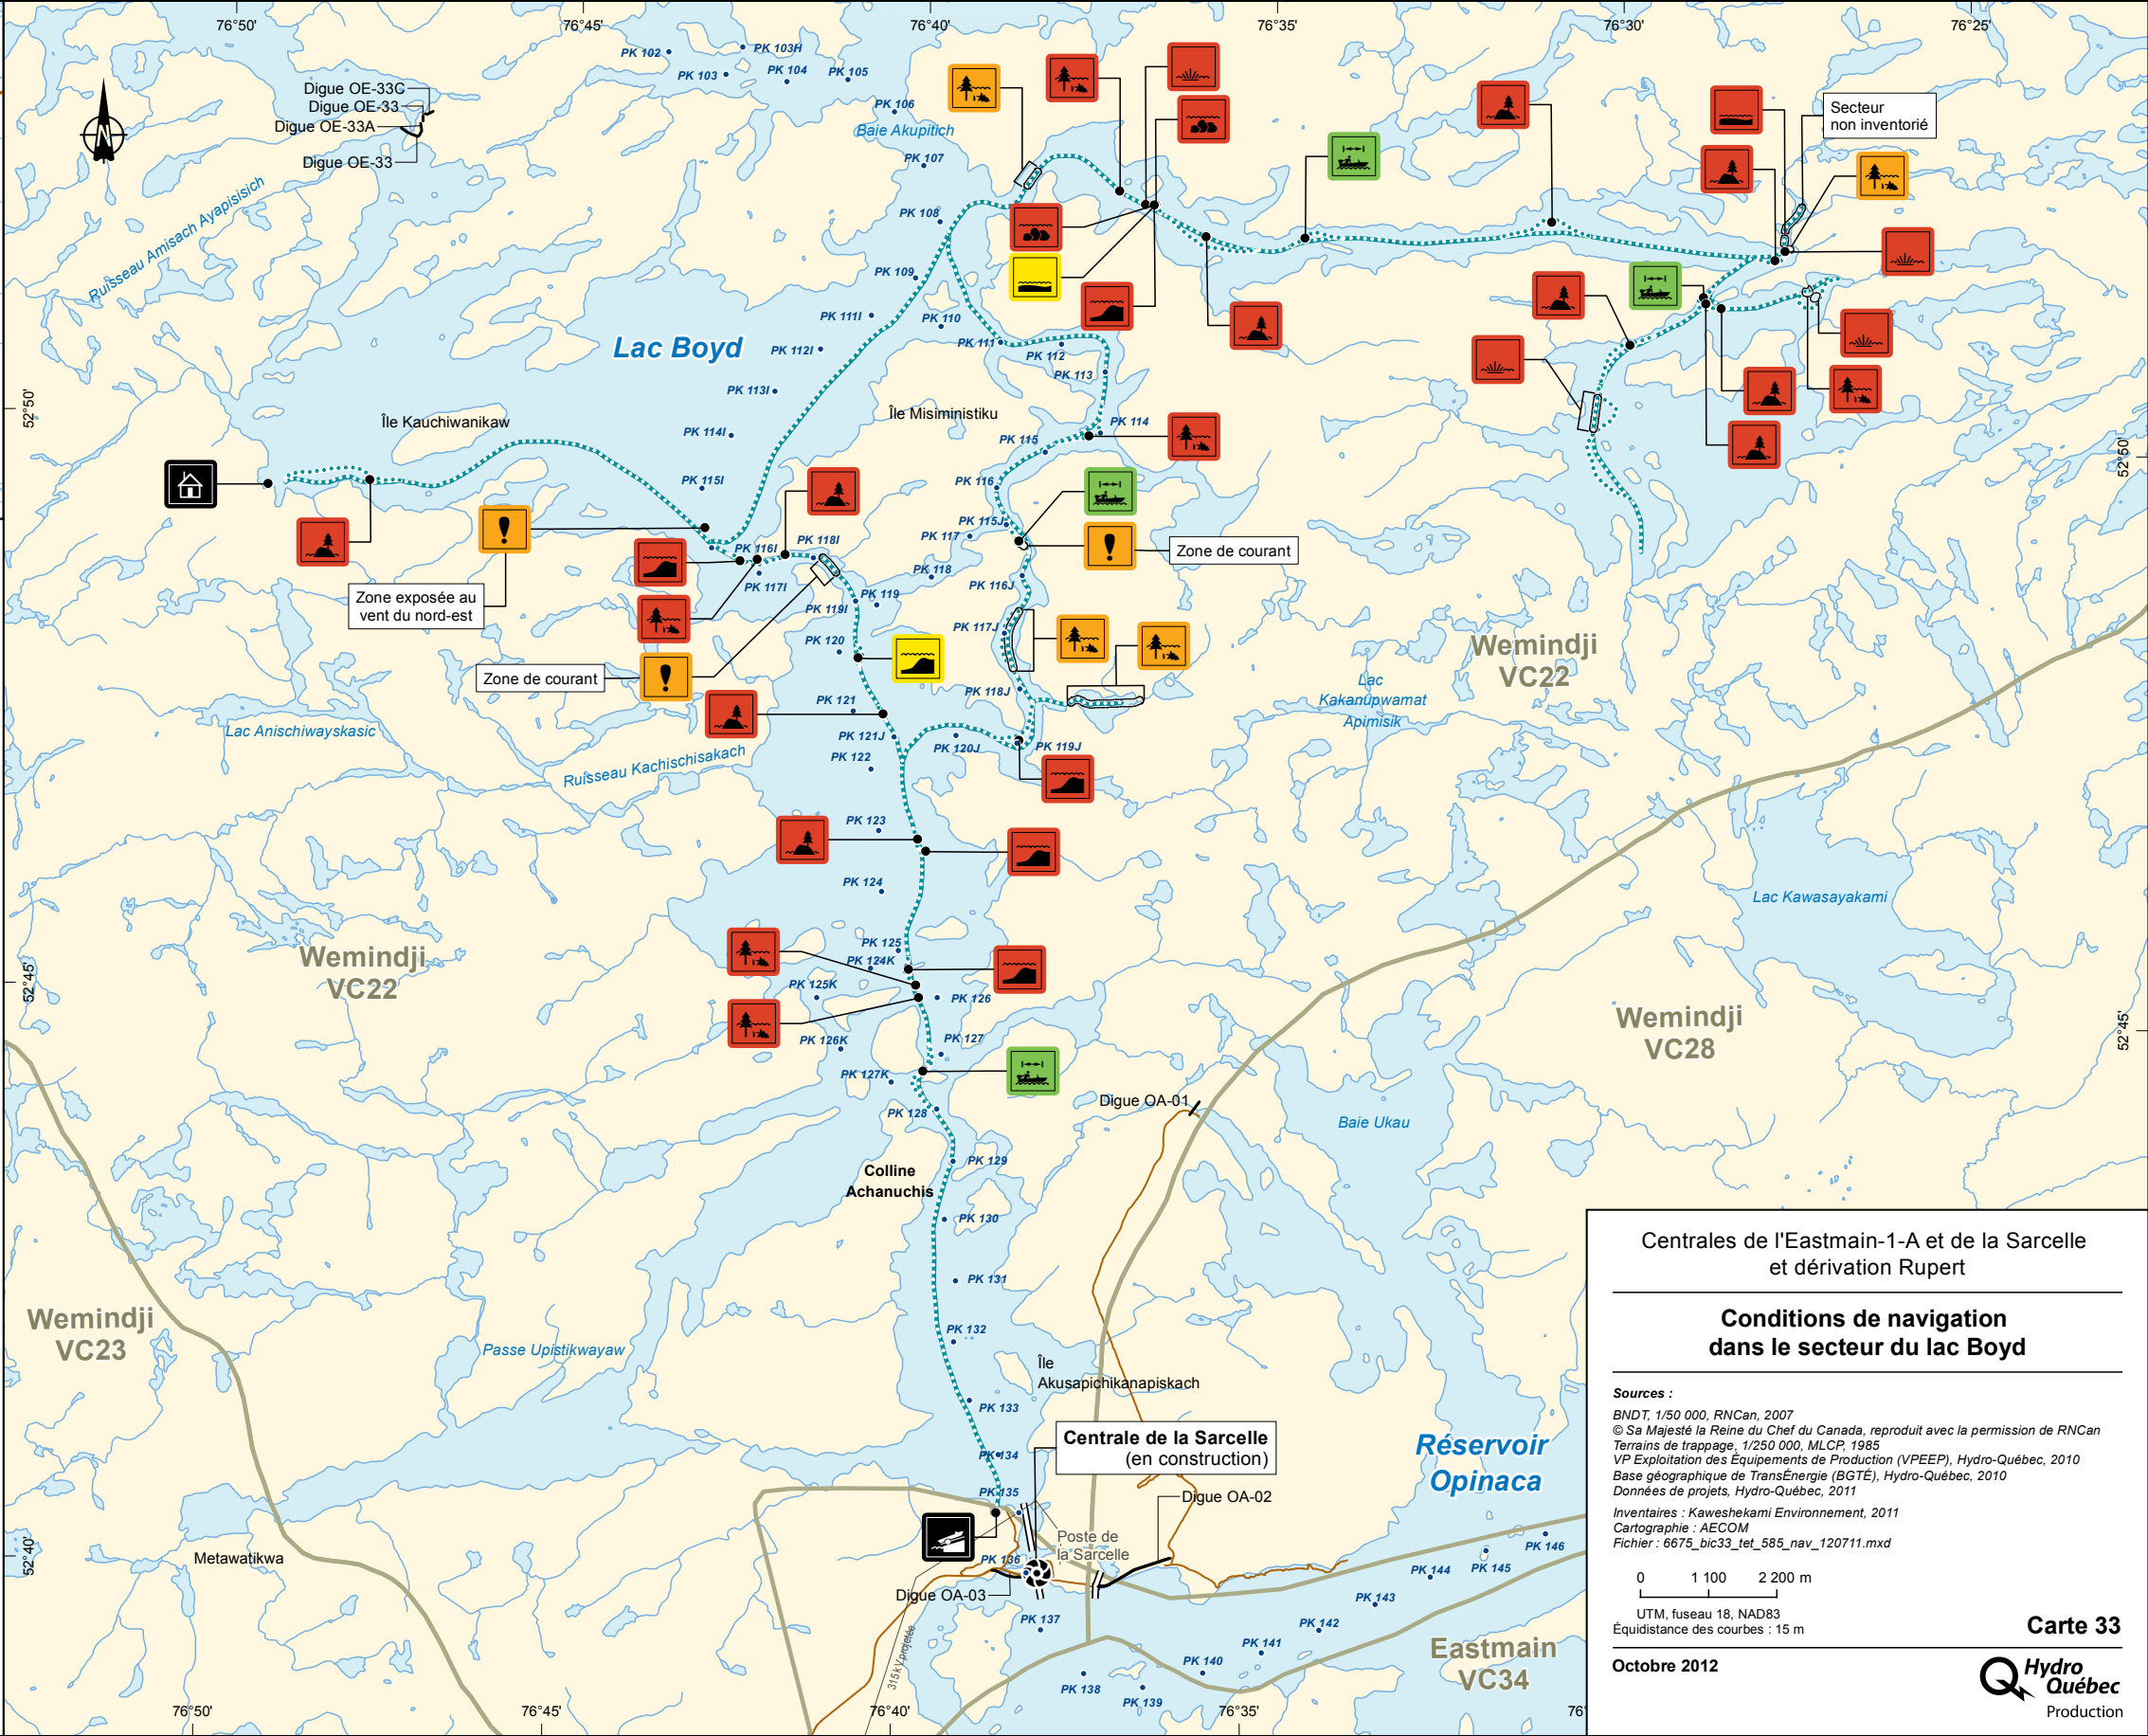 76°50'
76°45'
76°40'
76°35'
76°30'
76°25'
PK 102
PK 103H
PK 103
PK 104
PK 105
PK 106
Baie Akupitich
PK 107
PK 108
PK 109
PK 110
PK 111I
PK 111
PK 112I
PK 112
PK 113I
PK 113
PK 114I
PK 114
PK 115I
PK 115
PK 116
PK 115J
PK 117
PK 116I
PK 118I
PK 117I
PK 118
PK 116J
PK 119I
PK 119
PK 117J
PK 120
PK 118J
PK 121
PK 121J
PK 120J
PK 119J
PK 122
PK 123
PK 124
PK 125
PK 124K
PK 125K
PK 126
PK 126K
PK 127
PK 127K
PK 128
PK 129
PK 130
PK 131
PK 132
PK 133
PK 134
PK 135
PK 136
PK 137
PK 138
PK 139
PK 140
PK 141
PK 142
PK 143
PK 144
PK 145
PK 146
Digue OE-33C
Digue OE-33
Digue OE-33A
Digue OE-33
N
Ruisseau Amisach Ayapisisich
Secteur
non inventorié
Lac Boyd
52°50'
52°50'
Île Kauchiwanikaw
Île Misiministiku
Zone de courant
Zone exposée au
vent du nord-est
Zone de courant
Wemindji
VC22
Lac
Kakanupwamat
Apimisik
Lac Anischiwayskasic
Ruisseau Kachischisakach
Lac Kawasayakami
Wemindji
VC22
52°45'
52°45'
Wemindji
VC28
Digue OA-01
Baie Ukau
Colline
Achanuchis
Wemindji
VC23
Passe Upistikwayaw
Île
Akusapichikanapiskach
Centrale de la Sarcelle
(en construction)
Réservoir
Opinaca
Digue OA-02
Poste de
la Sarcelle
52°40'
Metawatikwa
Digue OA-03
315 kV projetée
Eastmain
VC34
76°50'
76°45'
76°40'
76°35'
76°
Centrales de l'Eastmain-1-A et de la Sarcelle
et dérivation Rupert
Conditions de navigation
dans le secteur du lac Boyd
Sources :
BNDT, 1/50 000, RNCan, 2007
© Sa Majesté la Reine du Chef du Canada, reproduit avec la permission de RNCan
Terrains de trappage, 1/250 000, MLCP, 1985
VP Exploitation des Équipements de Production (VPEEP), Hydro-Québec, 2010
Base géographique de TransÉnergie (BGTÉ), Hydro-Québec, 2010
Données de projets, Hydro-Québec, 2011
Inventaires : Kaweshekami Environnement, 2011
Cartographie : AECOM
Fichier : 6675_bic33_tet_585_nav_120711.mxd
0 1 100 2 200 m
UTM, fuseau 18, NAD83
Équidistance des courbes : 15 m
Carte 33
Octobre 2012
Hydro
Québec
Production